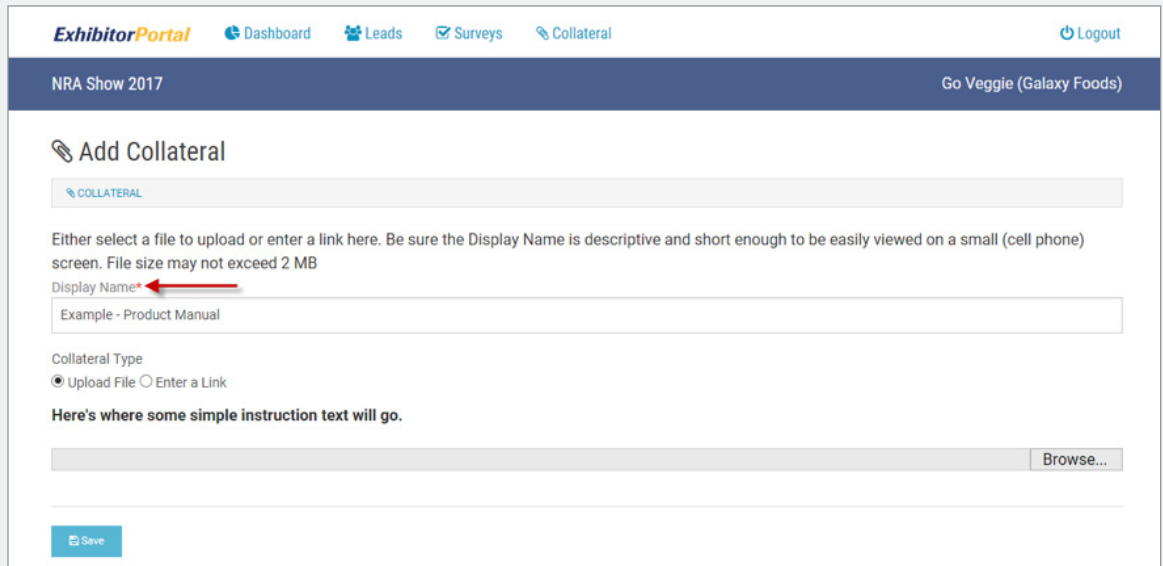 ExhibitorPortal Dashboard Leads Surveys Collateral Logout
NRA Show 2017 Go Veggie (Galaxy Foods)
Add Collateral
COLLATERAL
Either select a file to upload or enter a link here. Be sure the Display Name is descriptive and short enough to be easily viewed on a small (cell phone)
screen. File size may not exceed 2 MB
Display Name*
Example - Product Manual
Collateral Type
Upload File Enter a Link
Here's where some simple instruction text will go.
Browse...
Save